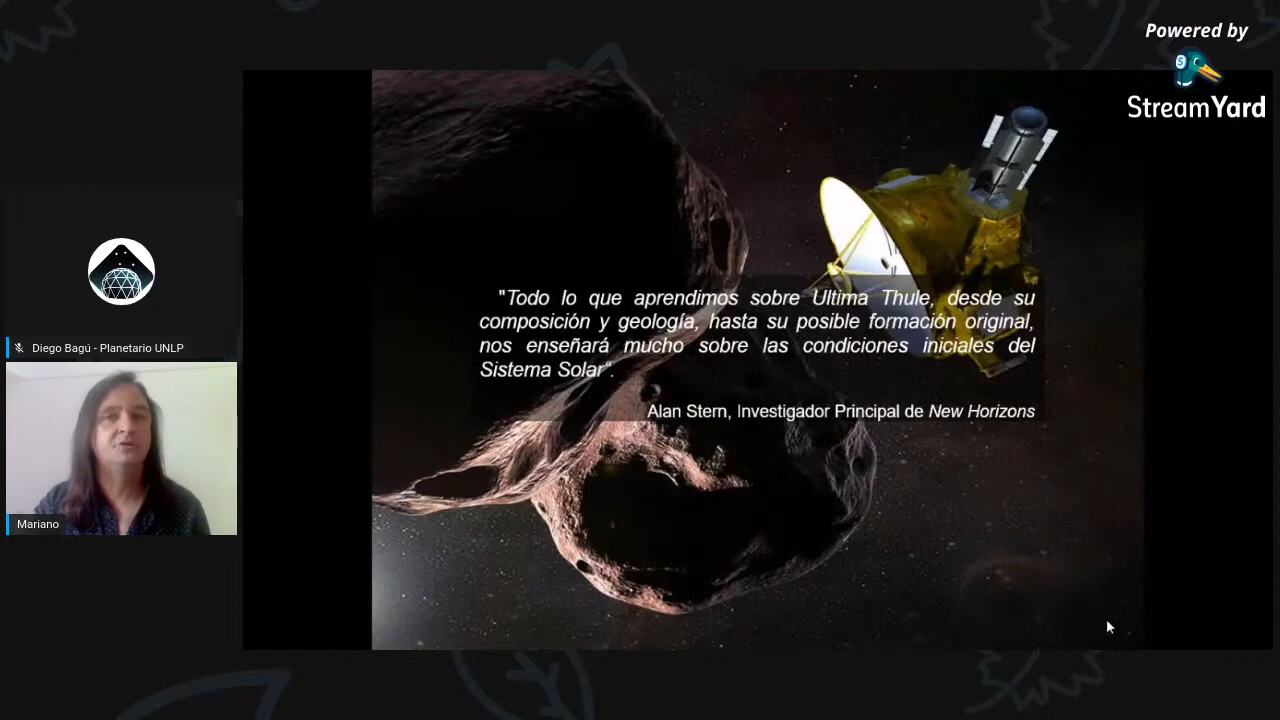 Powered by
StreamYard
"Todo lo que aprendimos sobre Ultima Thule, desde su
composición y geología, hasta su posible formación original,
nos enseñará mucho sobre las condiciones iniciales del
Sistema Solar“.
Alan Stern, Investigador Principal de New Horizons
Diego Bagú - Planetario UNLP
Mariano